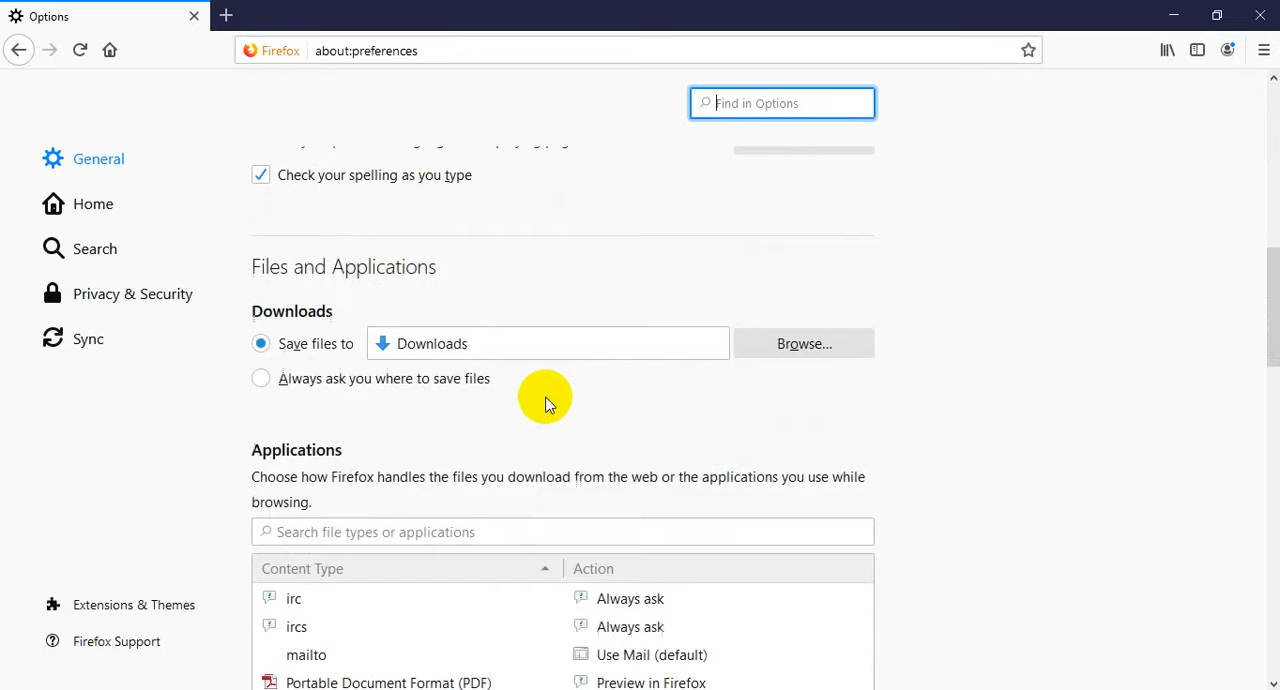 Options
Firefox
about:preferences
Find in Options
General
Home
Search
Privacy & Security
Sync
Extensions & Themes
Firefox Support
Check your spelling as you type
Files and Applications
Downloads
Save files to
Downloads
Browse...
Always ask you where to save files
Applications
Choose how Firefox handles the files you download from the web or the applications you use while
browsing.
Search file types or applications
Content Type Action
irc Always ask
ircs Always ask
mailto Use Mail (default)
Portable Document Format (PDF) Preview in Firefox